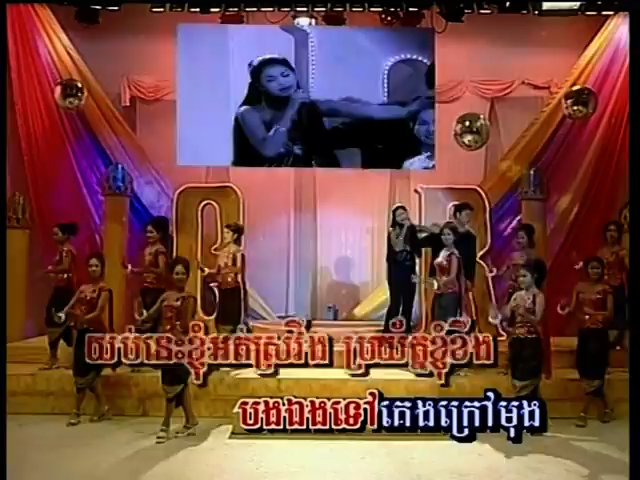 យប់នេះខ្ញុំអត់ស្រវឹង ប្រយ័ត្នខ្ញុំខឹង
បងឯងទៅគេងក្រៅមុង